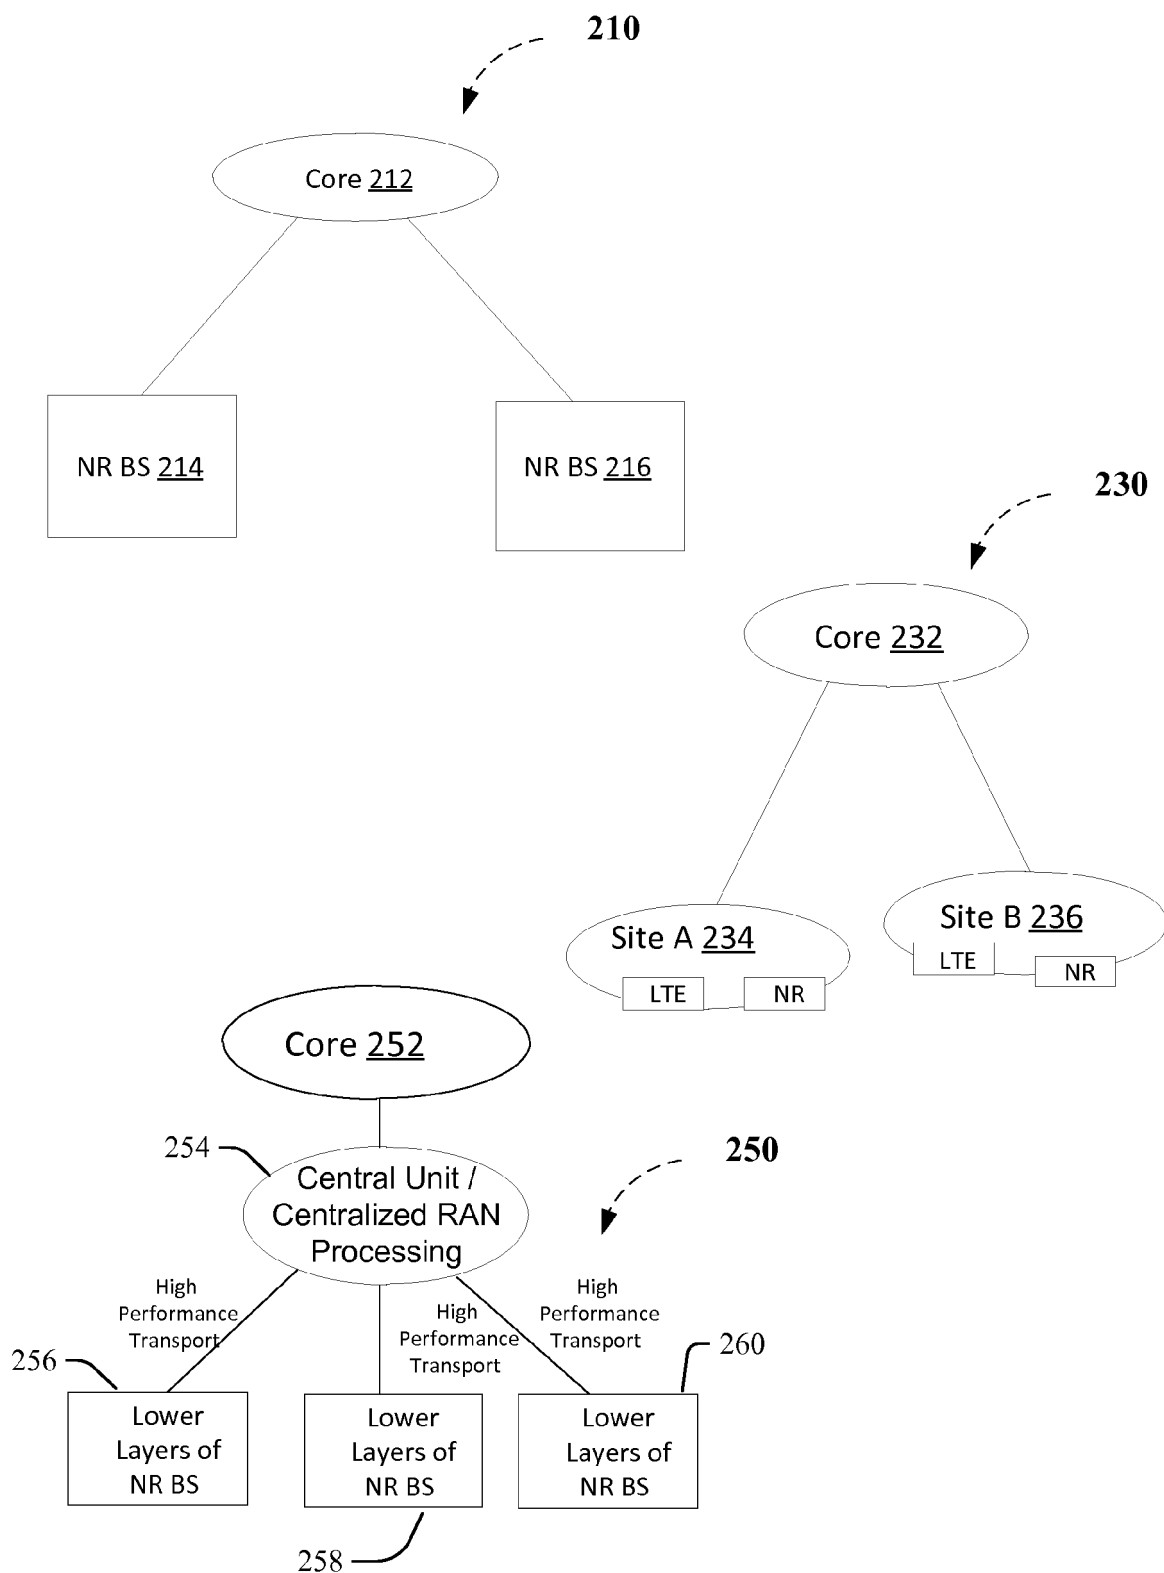 210
Core 212
NR BS 214
NR BS 216
230
Core 232
Site A 234
LTE
NR
Site B 236
LTE
NR
Core 252
254
250
Central Unit /
Centralized RAN
Processing
High
Performance
Transport
High
Performance
Transport
High
Performance
Transport
256
260
Lower
Layers of
NR BS
Lower
Layers of
NR BS
Lower
Layers of
NR BS
258